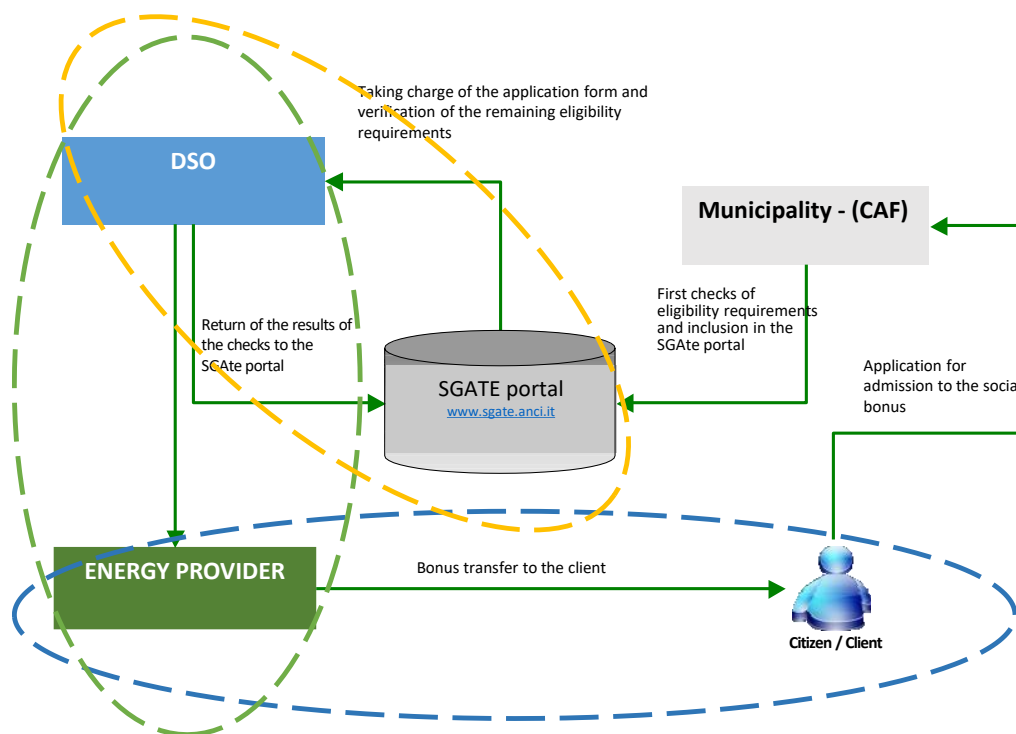 Taking charge of the application form and
verification of the remaining eligibility
requirements
DSO
Municipality - (CAF)
Return of the results of
the checks to the
SGAte portal
First checks of
eligibility requirements
and inclusion in the
SGAte portal
SGATE portal
www.sgate.anci.it
Application for
admission to the social
bonus
ENERGY PROVIDER
Bonus transfer to the client
Citizen / Client